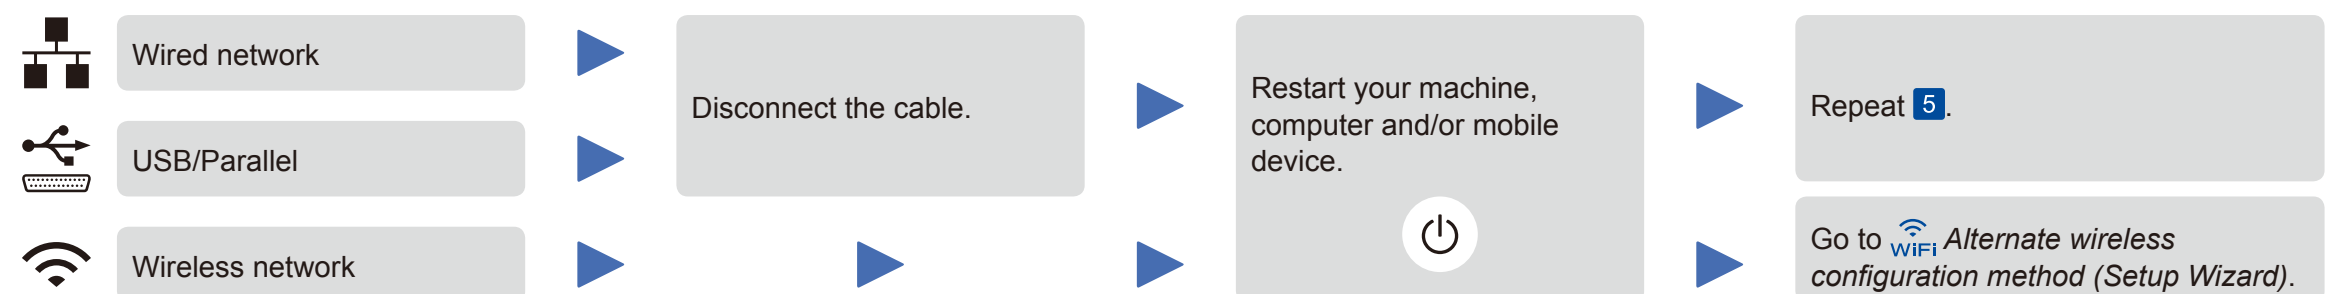 Wired network
USB/Parallel
Wireless network
Disconnect the cable.
Restart your machine,
computer and/or mobile
device.
Repeat 5.
Go to WiFi Alternate wireless
configuration method (Setup Wizard).